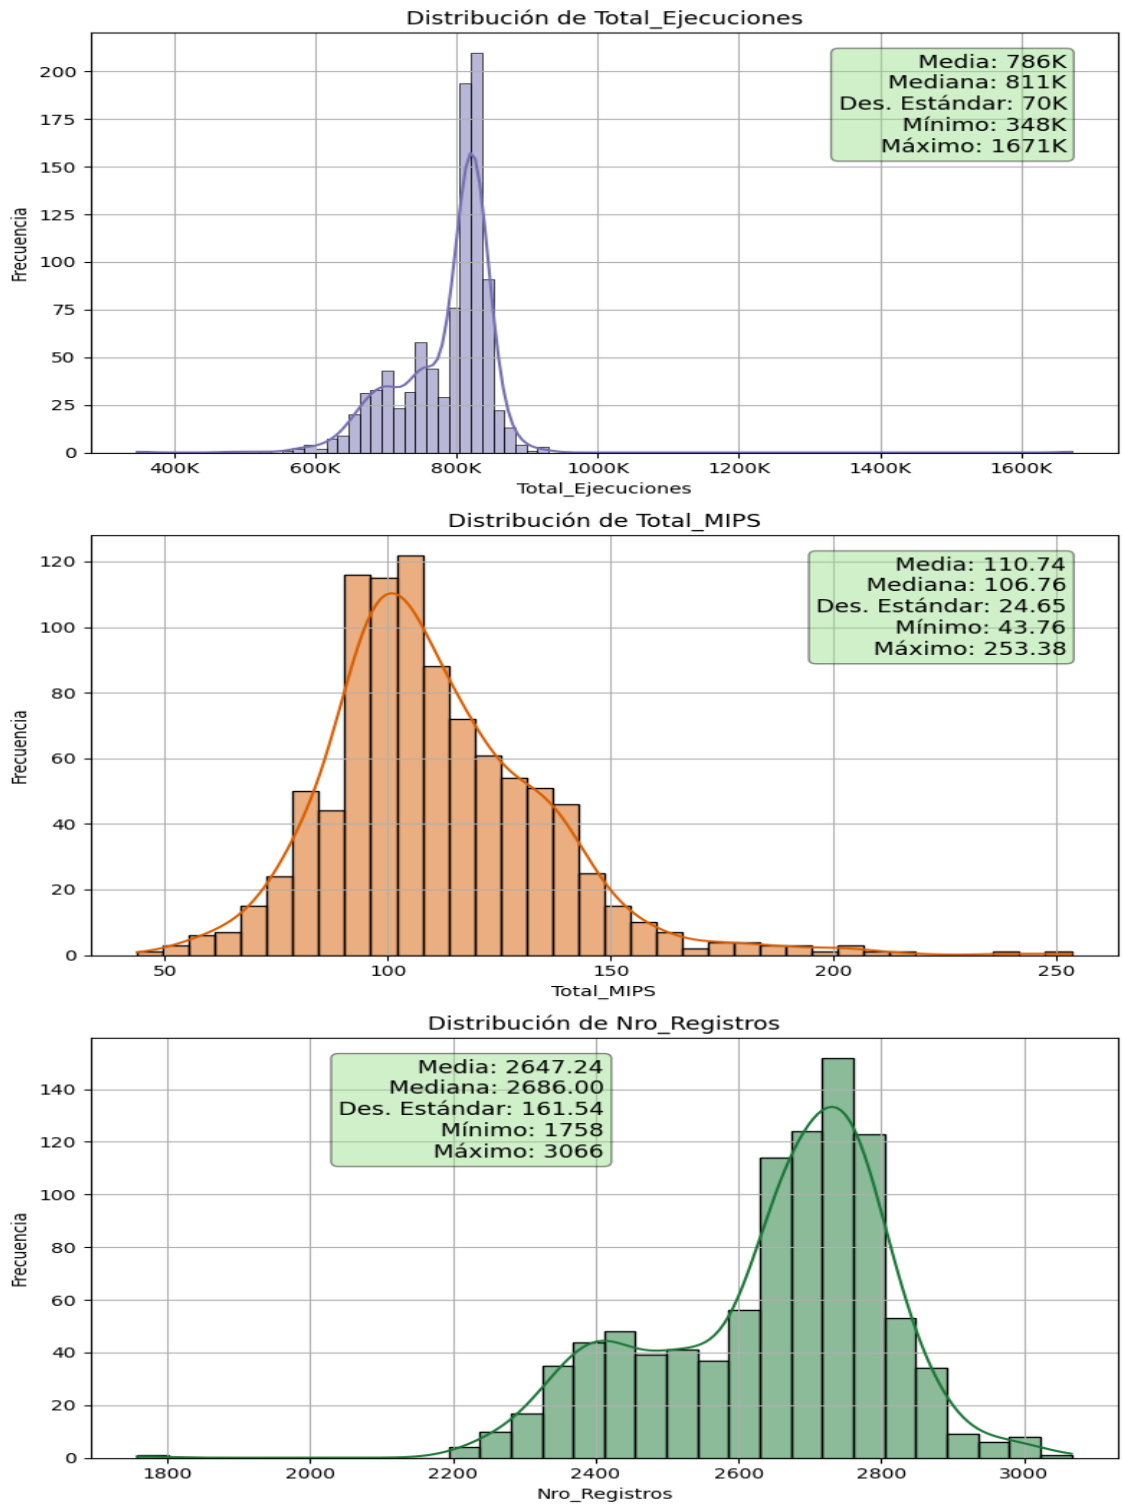 Distribución de Total_Ejecuciones
Media: 786K
Mediana: 811K
Des. Estándar: 70K
Mínimo: 348K
Máximo: 1671K
200
175
150
125
100
75
50
25
0
Frecuencia
400K 600K 800K 1000K 1200K 1400K 1600K
Total_Ejecuciones
Distribución de Total_MIPS
Media: 110.74
Mediana: 106.76
Des. Estándar: 24.65
Mínimo: 43.76
Máximo: 253.38
120
100
80
60
40
20
0
Frecuencia
50 100 150 200 250
Total_MIPS
Distribución de Nro_Registros
Media: 2647.24
Mediana: 2686.00
Des. Estándar: 161.54
Mínimo: 1758
Máximo: 3066
140
120
100
80
60
40
20
0
Frecuencia
1800 2000 2200 2400 2600 2800 3000
Nro_Registros